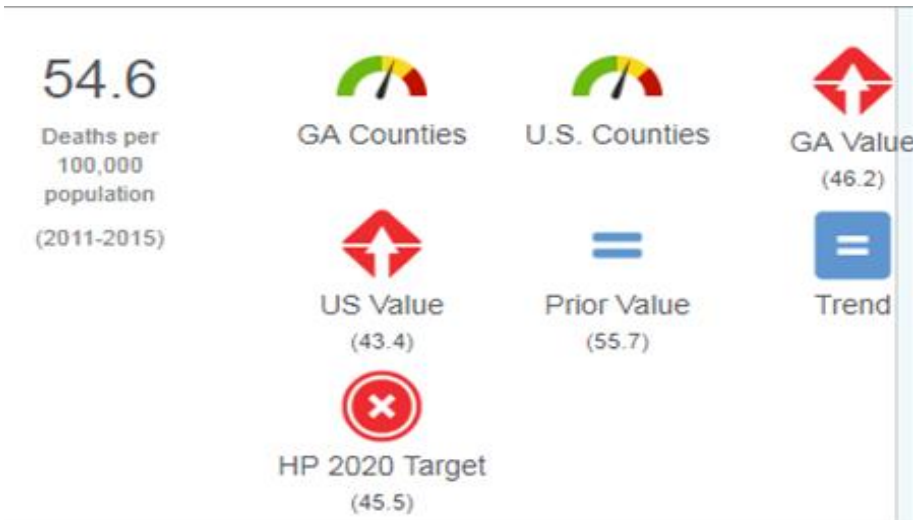 54.6
Deaths per
100,000
population
(2011-2015)
GA Counties
U.S. Counties
GA Value
(46.2)
US Value
(43.4)
Prior Value
(55.7)
Trend
HP 2020 Target
(45.5)